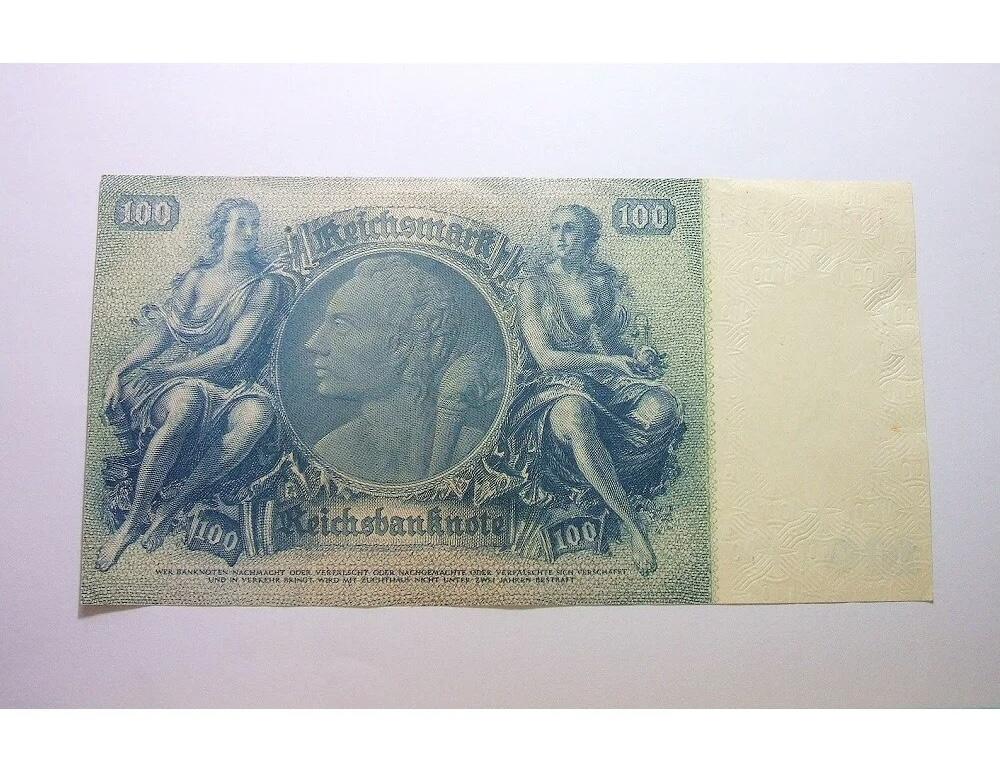 100
100
Reichsmark
100
Reichsbanknote
100
WER BANKNOTEN NACHMACHT ODER VERFÄLSCHT ODER NACHGEMACHTE ODER VERFÄLSCHTE SICH VERSCHAFFT
UND IN VERKEHR BRINGT, WIRD MIT ZUCHTHAUS NICHT UNTER ZWEI JAHREN BESTRAFT